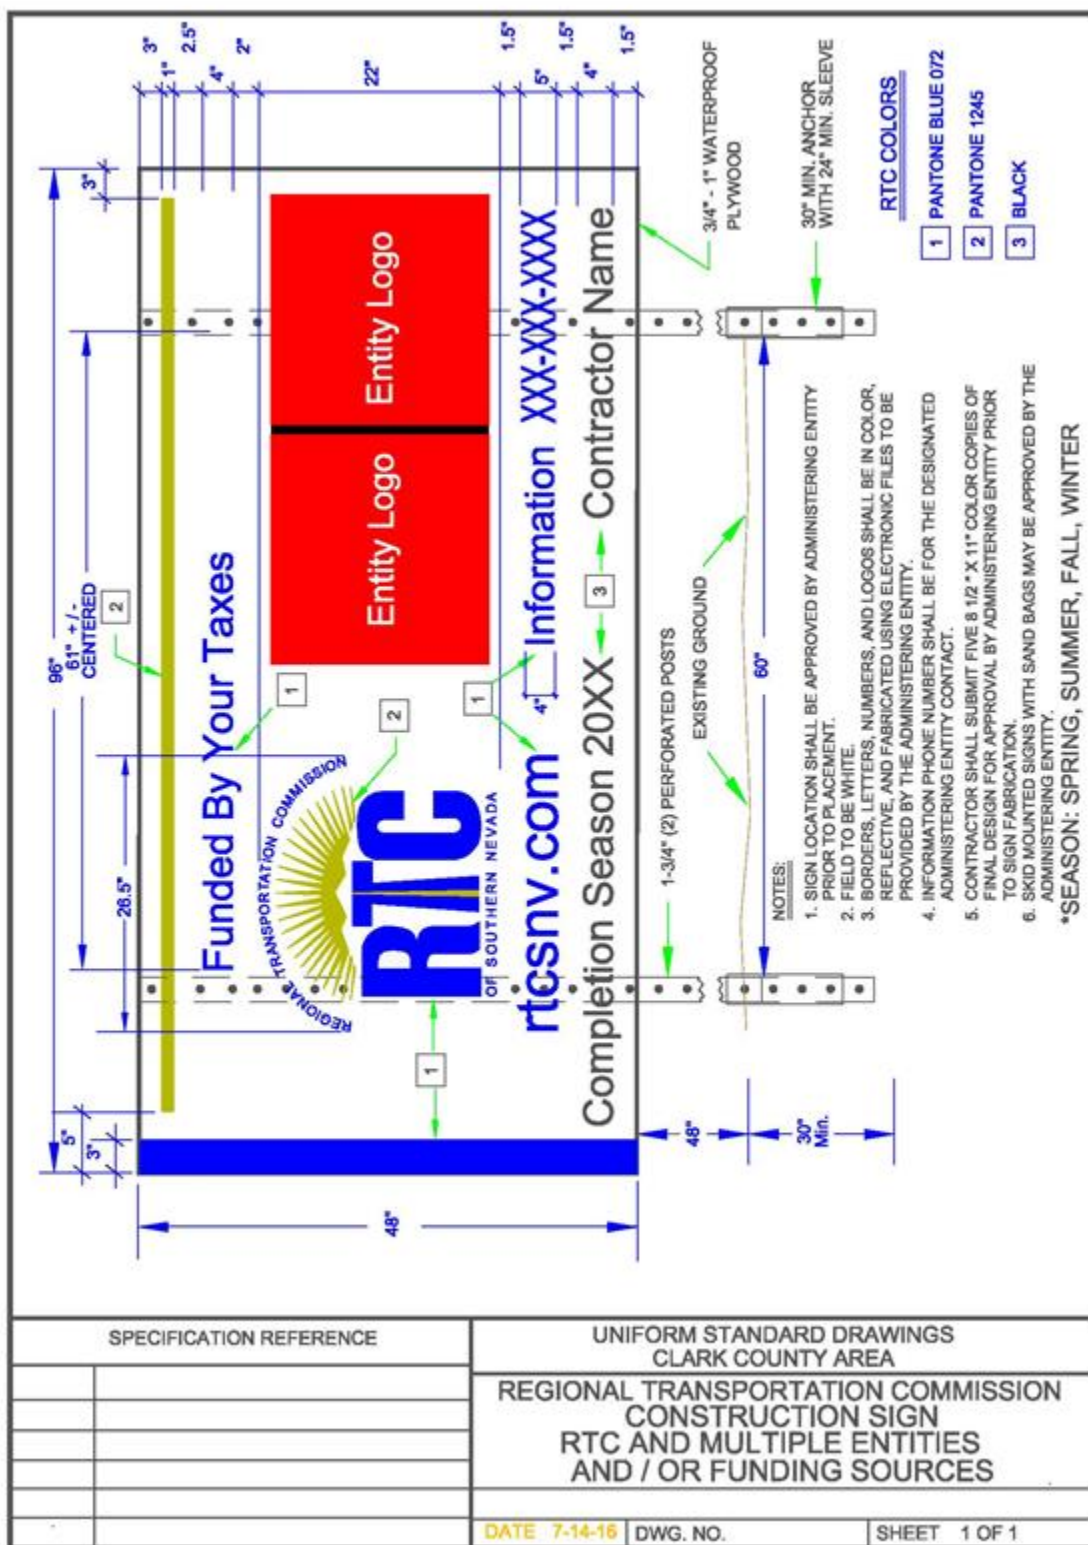 96"
61" +/-
CENTERED
26.5"
5"
3"
3"
3"
1"
2.5"
4"
2"
22"
1.5"
5"
1.5"
4"
1.5"
2
Funded By Your Taxes
1
REGIONAL TRANSPORTATION COMMISSION
RTC
OF SOUTHERN NEVADA
2
1
Entity Logo
Entity Logo
1
4"
rtcsnv.com Information XXX-XXX-XXXX
Completion Season 20XX
3
Contractor Name
48"
48"
30"
Min.
1-3/4" (2) PERFORATED POSTS
EXISTING GROUND
60"
3/4" - 1" WATERPROOF
PLYWOOD
30" MIN. ANCHOR
WITH 24" MIN. SLEEVE
RTC COLORS
1 PANTONE BLUE 072
2 PANTONE 1245
3 BLACK
NOTES:
1. SIGN LOCATION SHALL BE APPROVED BY ADMINISTERING ENTITY
PRIOR TO PLACEMENT.
2. FIELD TO BE WHITE.
3. BORDERS, LETTERS, NUMBERS, AND LOGOS SHALL BE IN COLOR,
REFLECTIVE, AND FABRICATED USING ELECTRONIC FILES TO BE
PROVIDED BY THE ADMINISTERING ENTITY.
4. INFORMATION PHONE NUMBER SHALL BE FOR THE DESIGNATED
ADMINISTERING ENTITY CONTACT.
5. CONTRACTOR SHALL SUBMIT FIVE 8 1/2" X 11" COLOR COPIES OF
FINAL DESIGN FOR APPROVAL BY ADMINISTERING ENTITY PRIOR
TO SIGN FABRICATION.
6. SKID MOUNTED SIGNS WITH SAND BAGS MAY BE APPROVED BY THE
ADMINISTERING ENTITY.
*SEASON: SPRING, SUMMER, FALL, WINTER
SPECIFICATION REFERENCE
UNIFORM STANDARD DRAWINGS
CLARK COUNTY AREA
REGIONAL TRANSPORTATION COMMISSION
CONSTRUCTION SIGN
RTC AND MULTIPLE ENTITIES
AND / OR FUNDING SOURCES
DATE 7-14-16
DWG. NO.
SHEET 1 OF 1